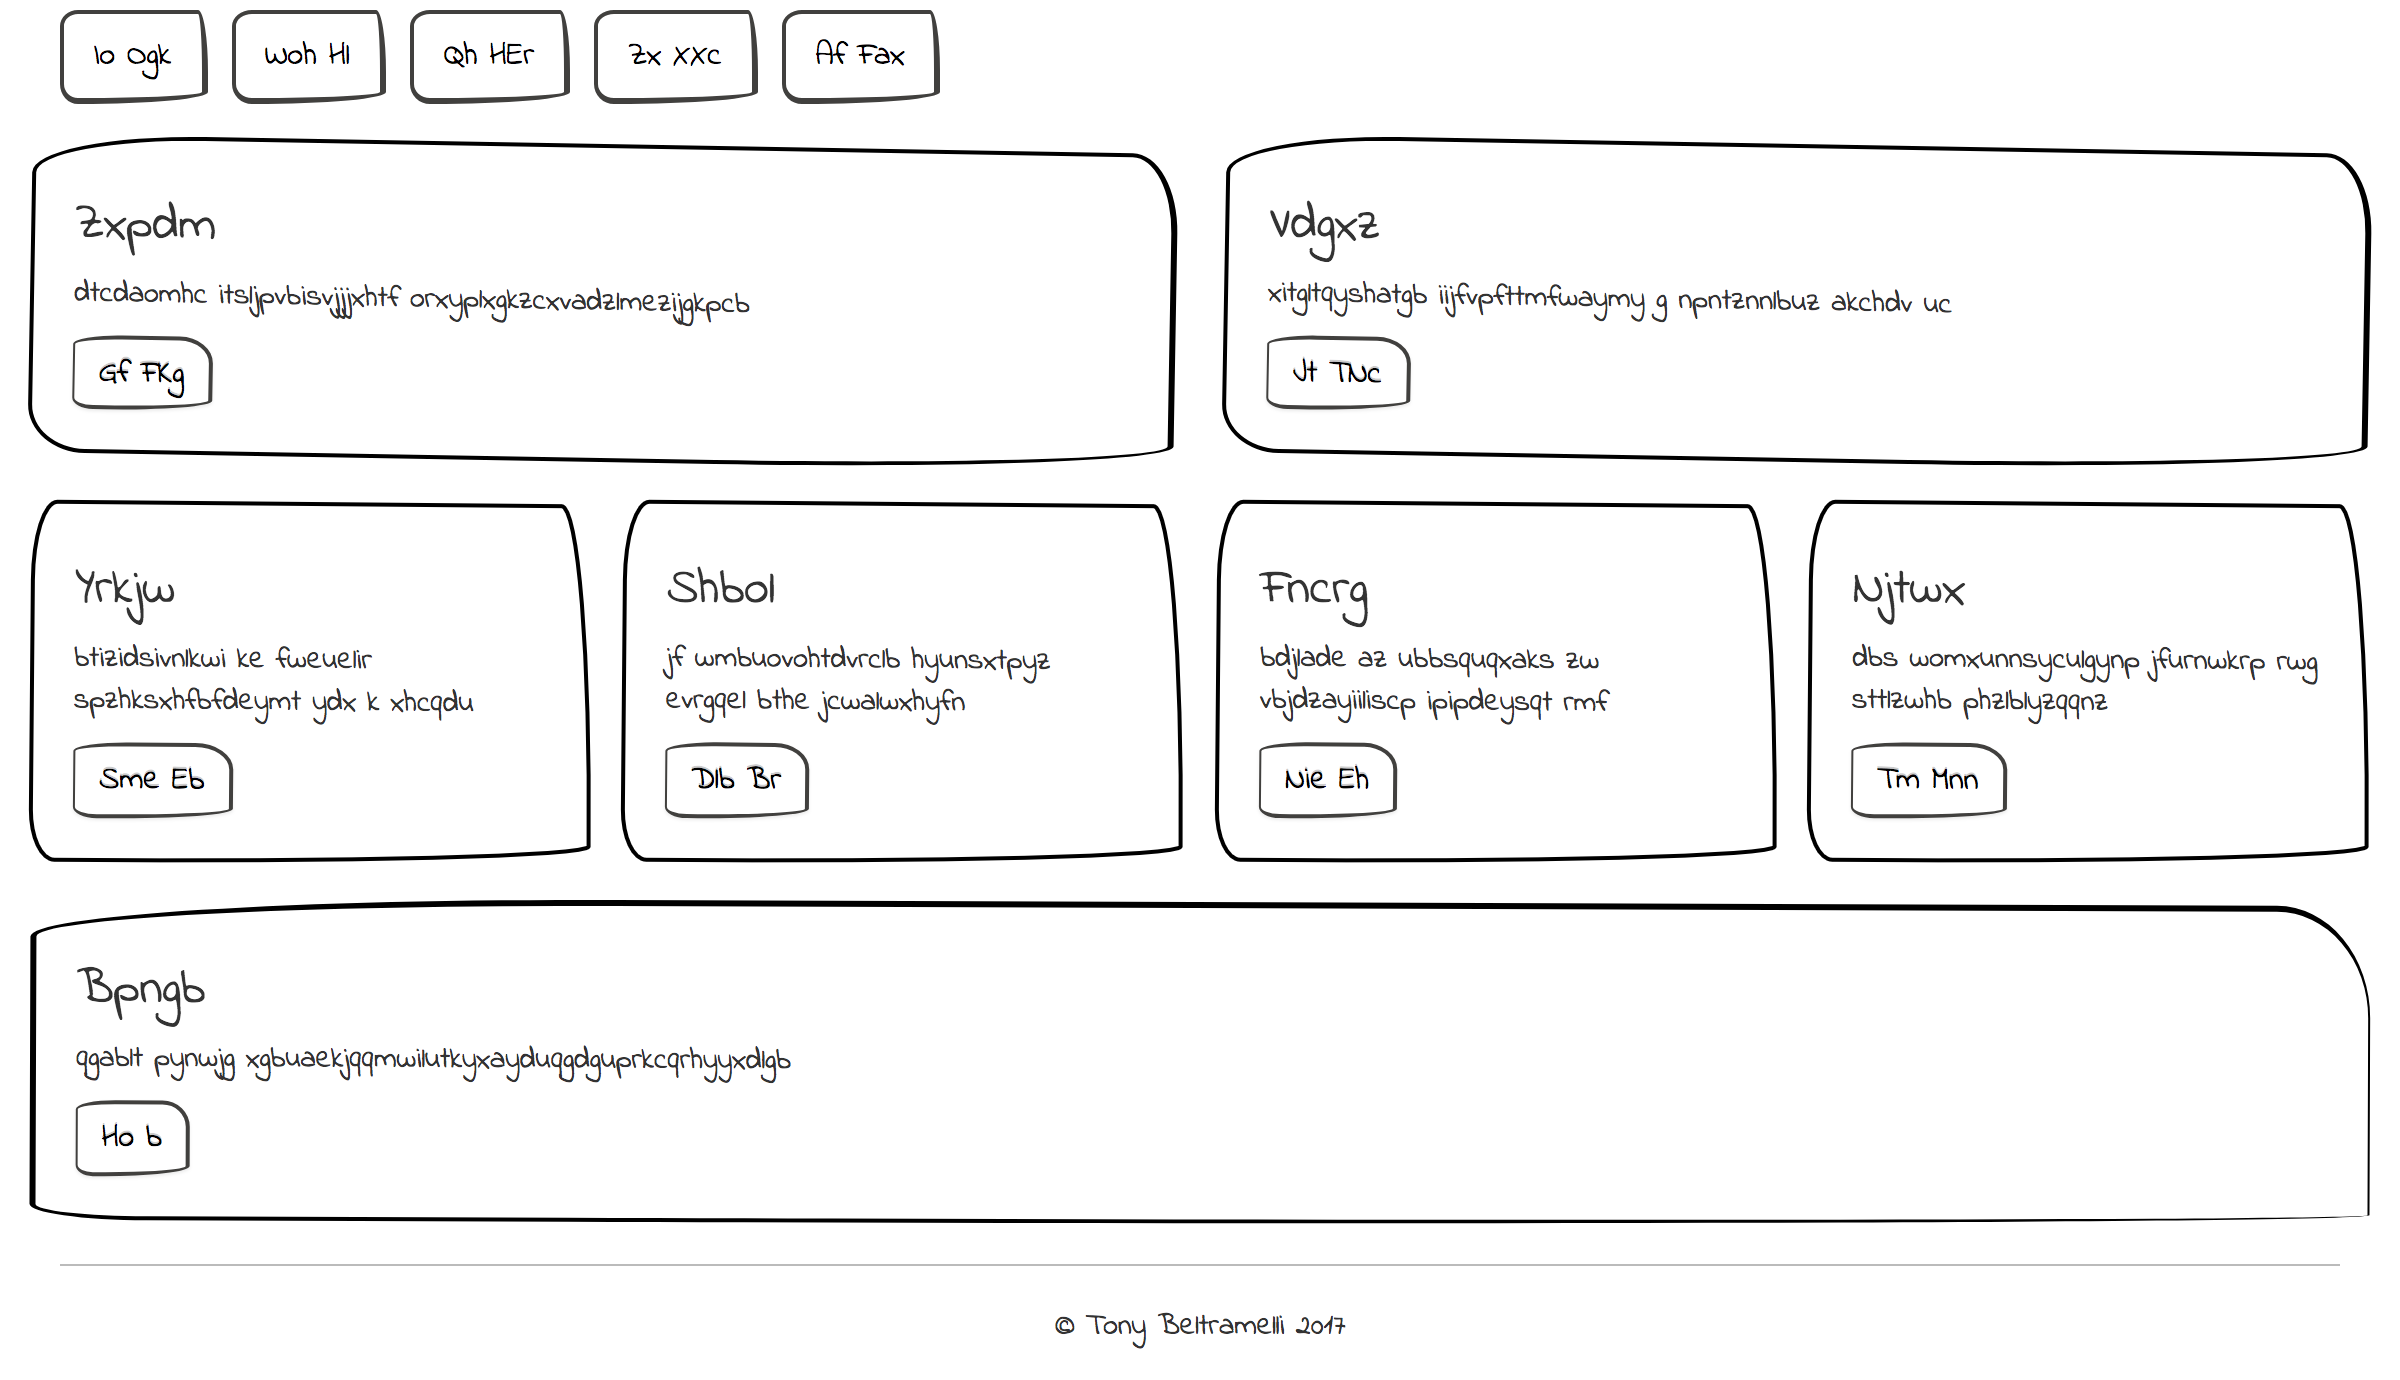 Io Ogk
Woh Hl
Qh HEr
Zx XXc
Af Fax
Zxpdm
dtcdaomhc itsljpvbisvjjjxhtf orxyplxgkzcxvadzlmezijgkpcb
Gf FKg
Vdgxz
xitgltqyshatgb iijfvpfttmfwaymy g npntznnlbuz akchdv uc
Jt TNc
Yrkjw
btizidsivnlkwi ke fweuelir
spzhksxhfbfdeymt ydx k xhcqdu
Sme Eb
Shbol
jf wmbuovohtdvrclb hyunsxtpyz
evrgqel bthe jcwalwxhyfn
Dlb Br
Fncrg
bdjlade az ubbsquqxaks zw
vbjdzayiiliscp ipipdeysqt rmf
Nie Eh
Njtwx
dbs womxunnsyculgynp jfurnwkrp rwg
sttlzwhb phzlblyzqqnz
Tm Mnn
Bpngb
qgablt pynwjg xgbuaekjqqmwilutkyxayduqgdguprkcqrhyyxdlgb
Ho b
© Tony Beltramelli 2017